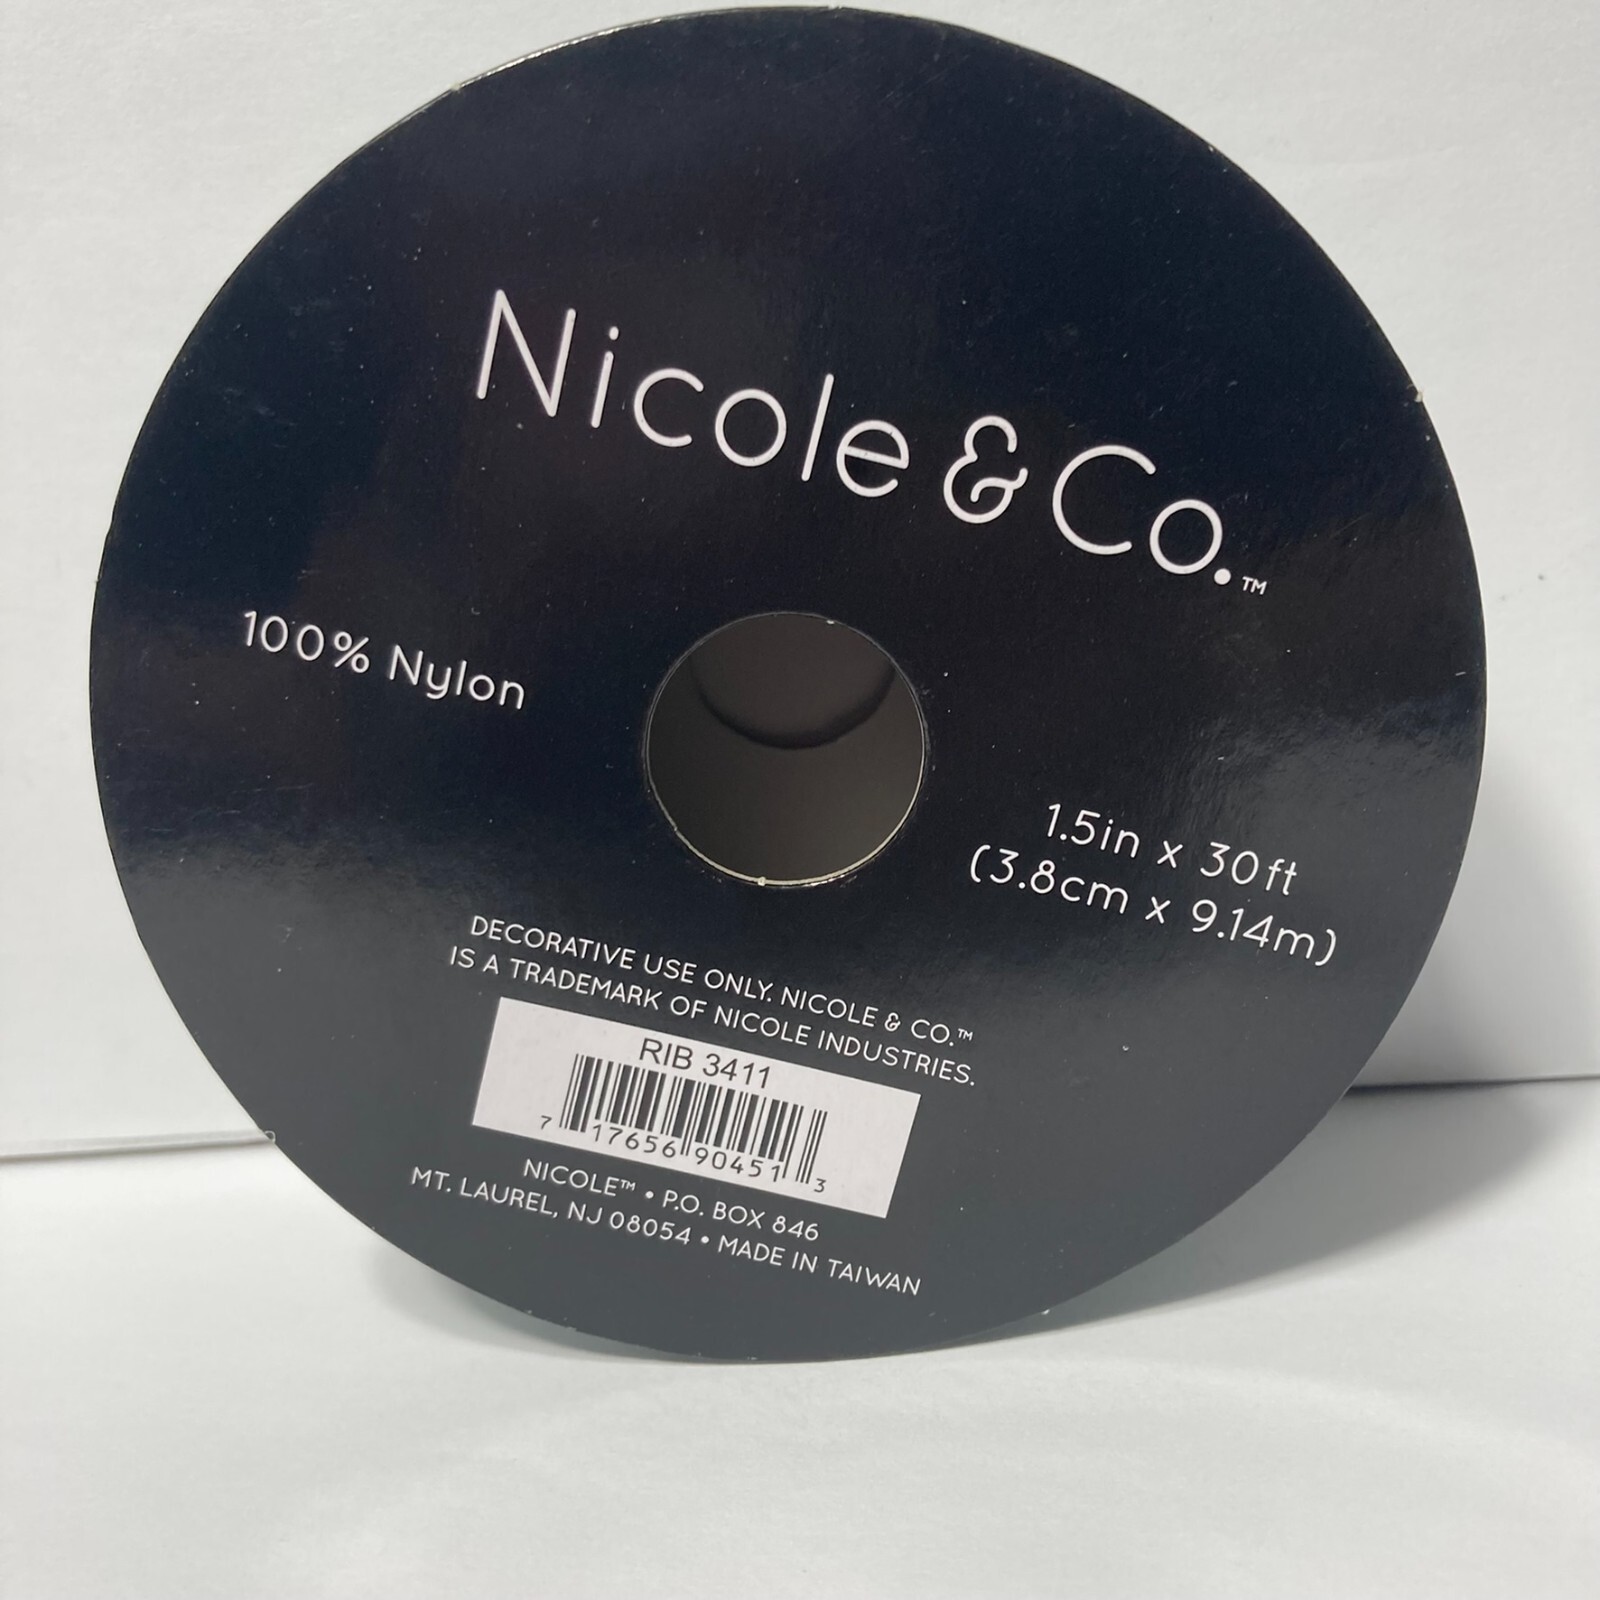 Nicole & Co.™
100% Nylon
1.5in x 30ft
(3.8cm x 9.14m)
DECORATIVE USE ONLY. NICOLE & CO.™
IS A TRADEMARK OF NICOLE INDUSTRIES.
RIB 3411
7 17656 90451 3
NICOLE™ • P.O. BOX 846
MT. LAUREL, NJ 08054 • MADE IN TAIWAN